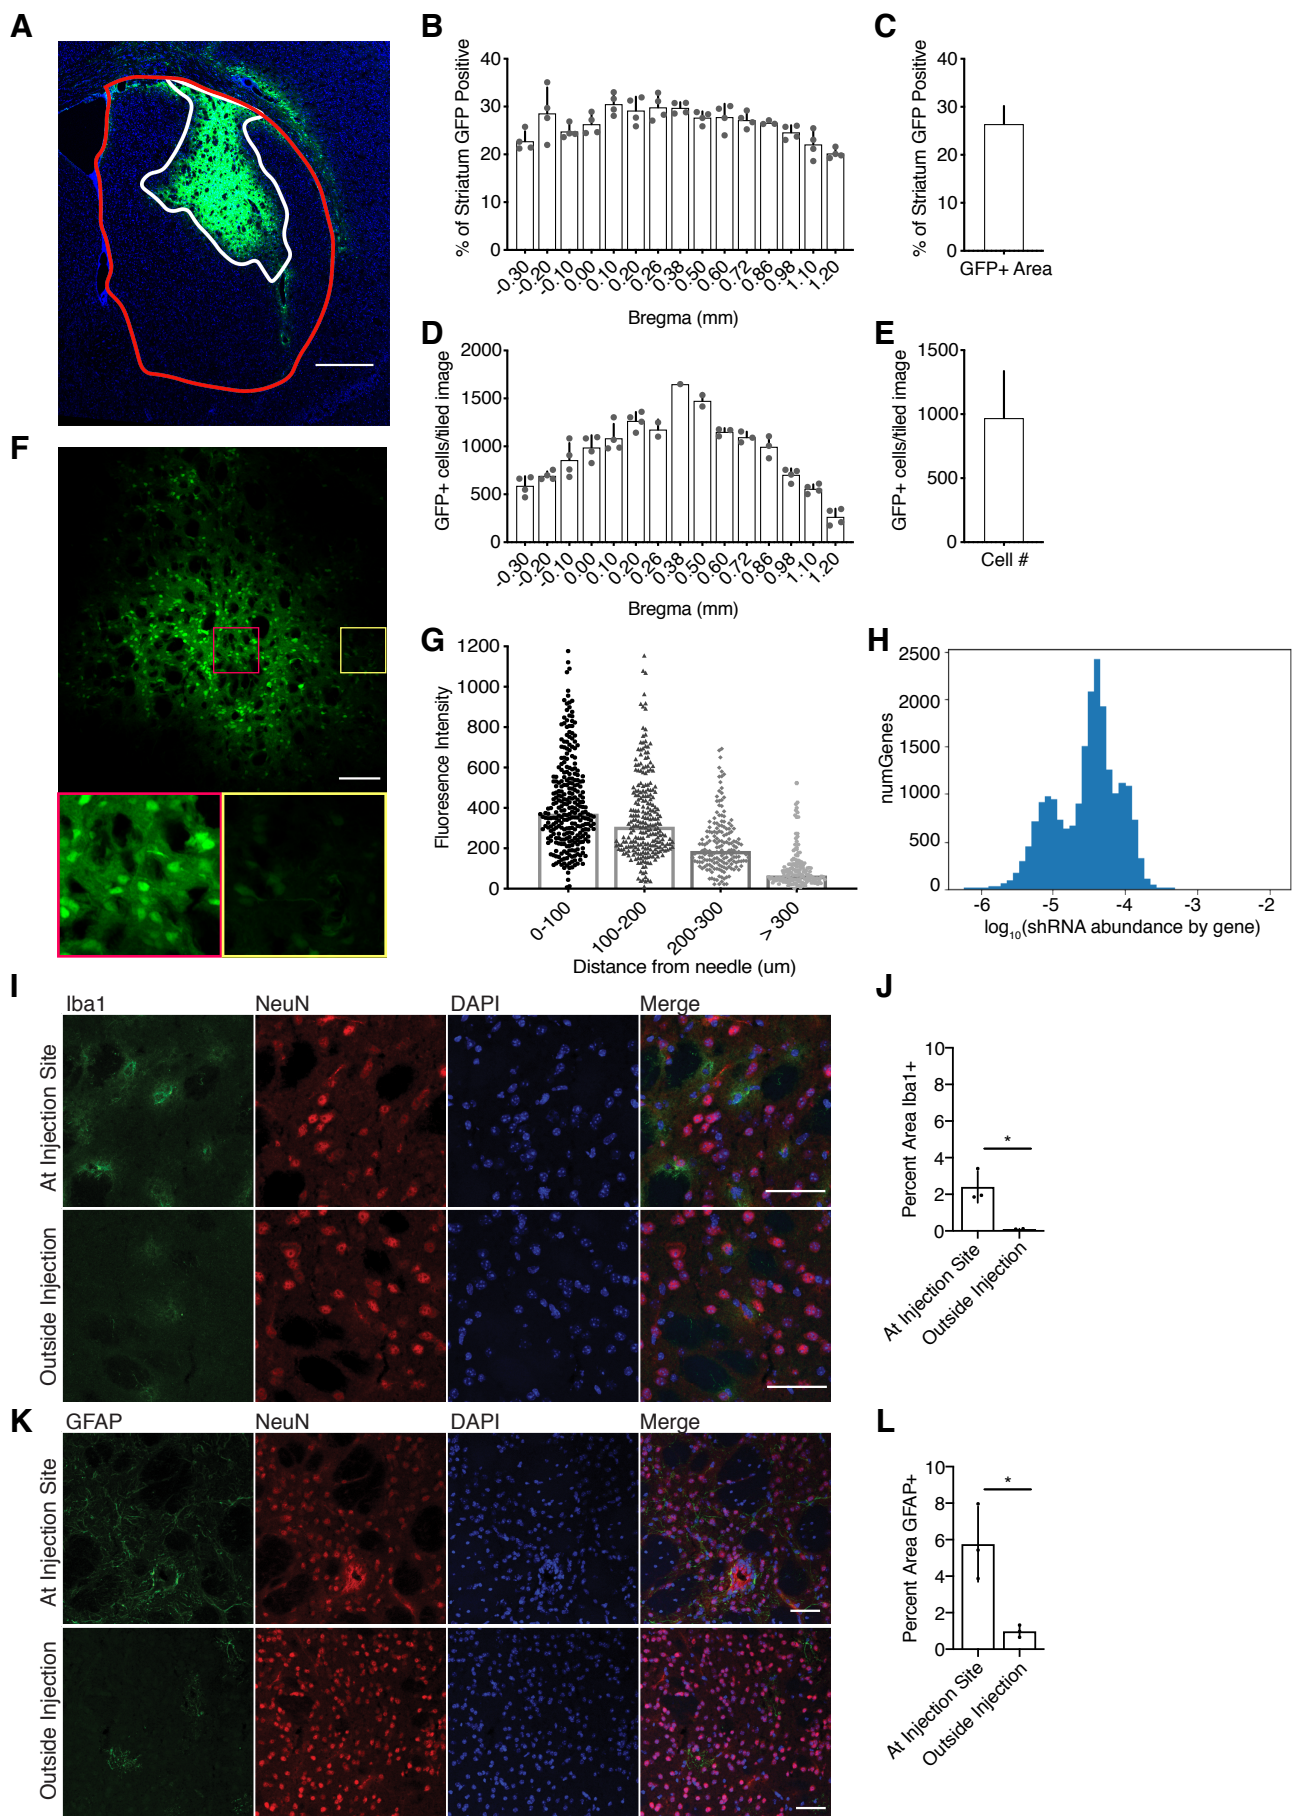 A
B
% of Striatum GFP Positive
40
30
20
10
0
-0.30
-0.20
-0.10
0.00
0.10
0.20
0.26
0.38
0.50
0.60
0.72
0.86
0.98
1.10
1.20
Bregma (mm)
C
% of Striatum GFP Positive
40
30
20
10
0
GFP+ Area
D
GFP+ cells/tiled image
2000
1500
1000
500
0
-0.30
-0.20
-0.10
0.00
0.10
0.20
0.26
0.38
0.50
0.60
0.72
0.86
0.98
1.10
1.20
Bregma (mm)
E
GFP+ cells/tiled image
1500
1000
500
0
Cell #
F
G
Fluoresence Intensity
1200
1000
800
600
400
200
0
0-100
100-200
200-300
> 300
Distance from needle (um)
H
numGenes
2500
2000
1500
1000
500
0
-6
-5
-4
-3
-2
log10(shRNA abundance by gene)
I
Iba1
NeuN
DAPI
Merge
At Injection Site
Outside Injection
J
Percent Area Iba1+
10
8
6
4
2
0
*
At Injection Site
Outside Injection
K
GFAP
NeuN
DAPI
Merge
At Injection Site
Outside Injection
L
Percent Area GFAP+
10
8
6
4
2
0
*
At Injection Site
Outside Injection